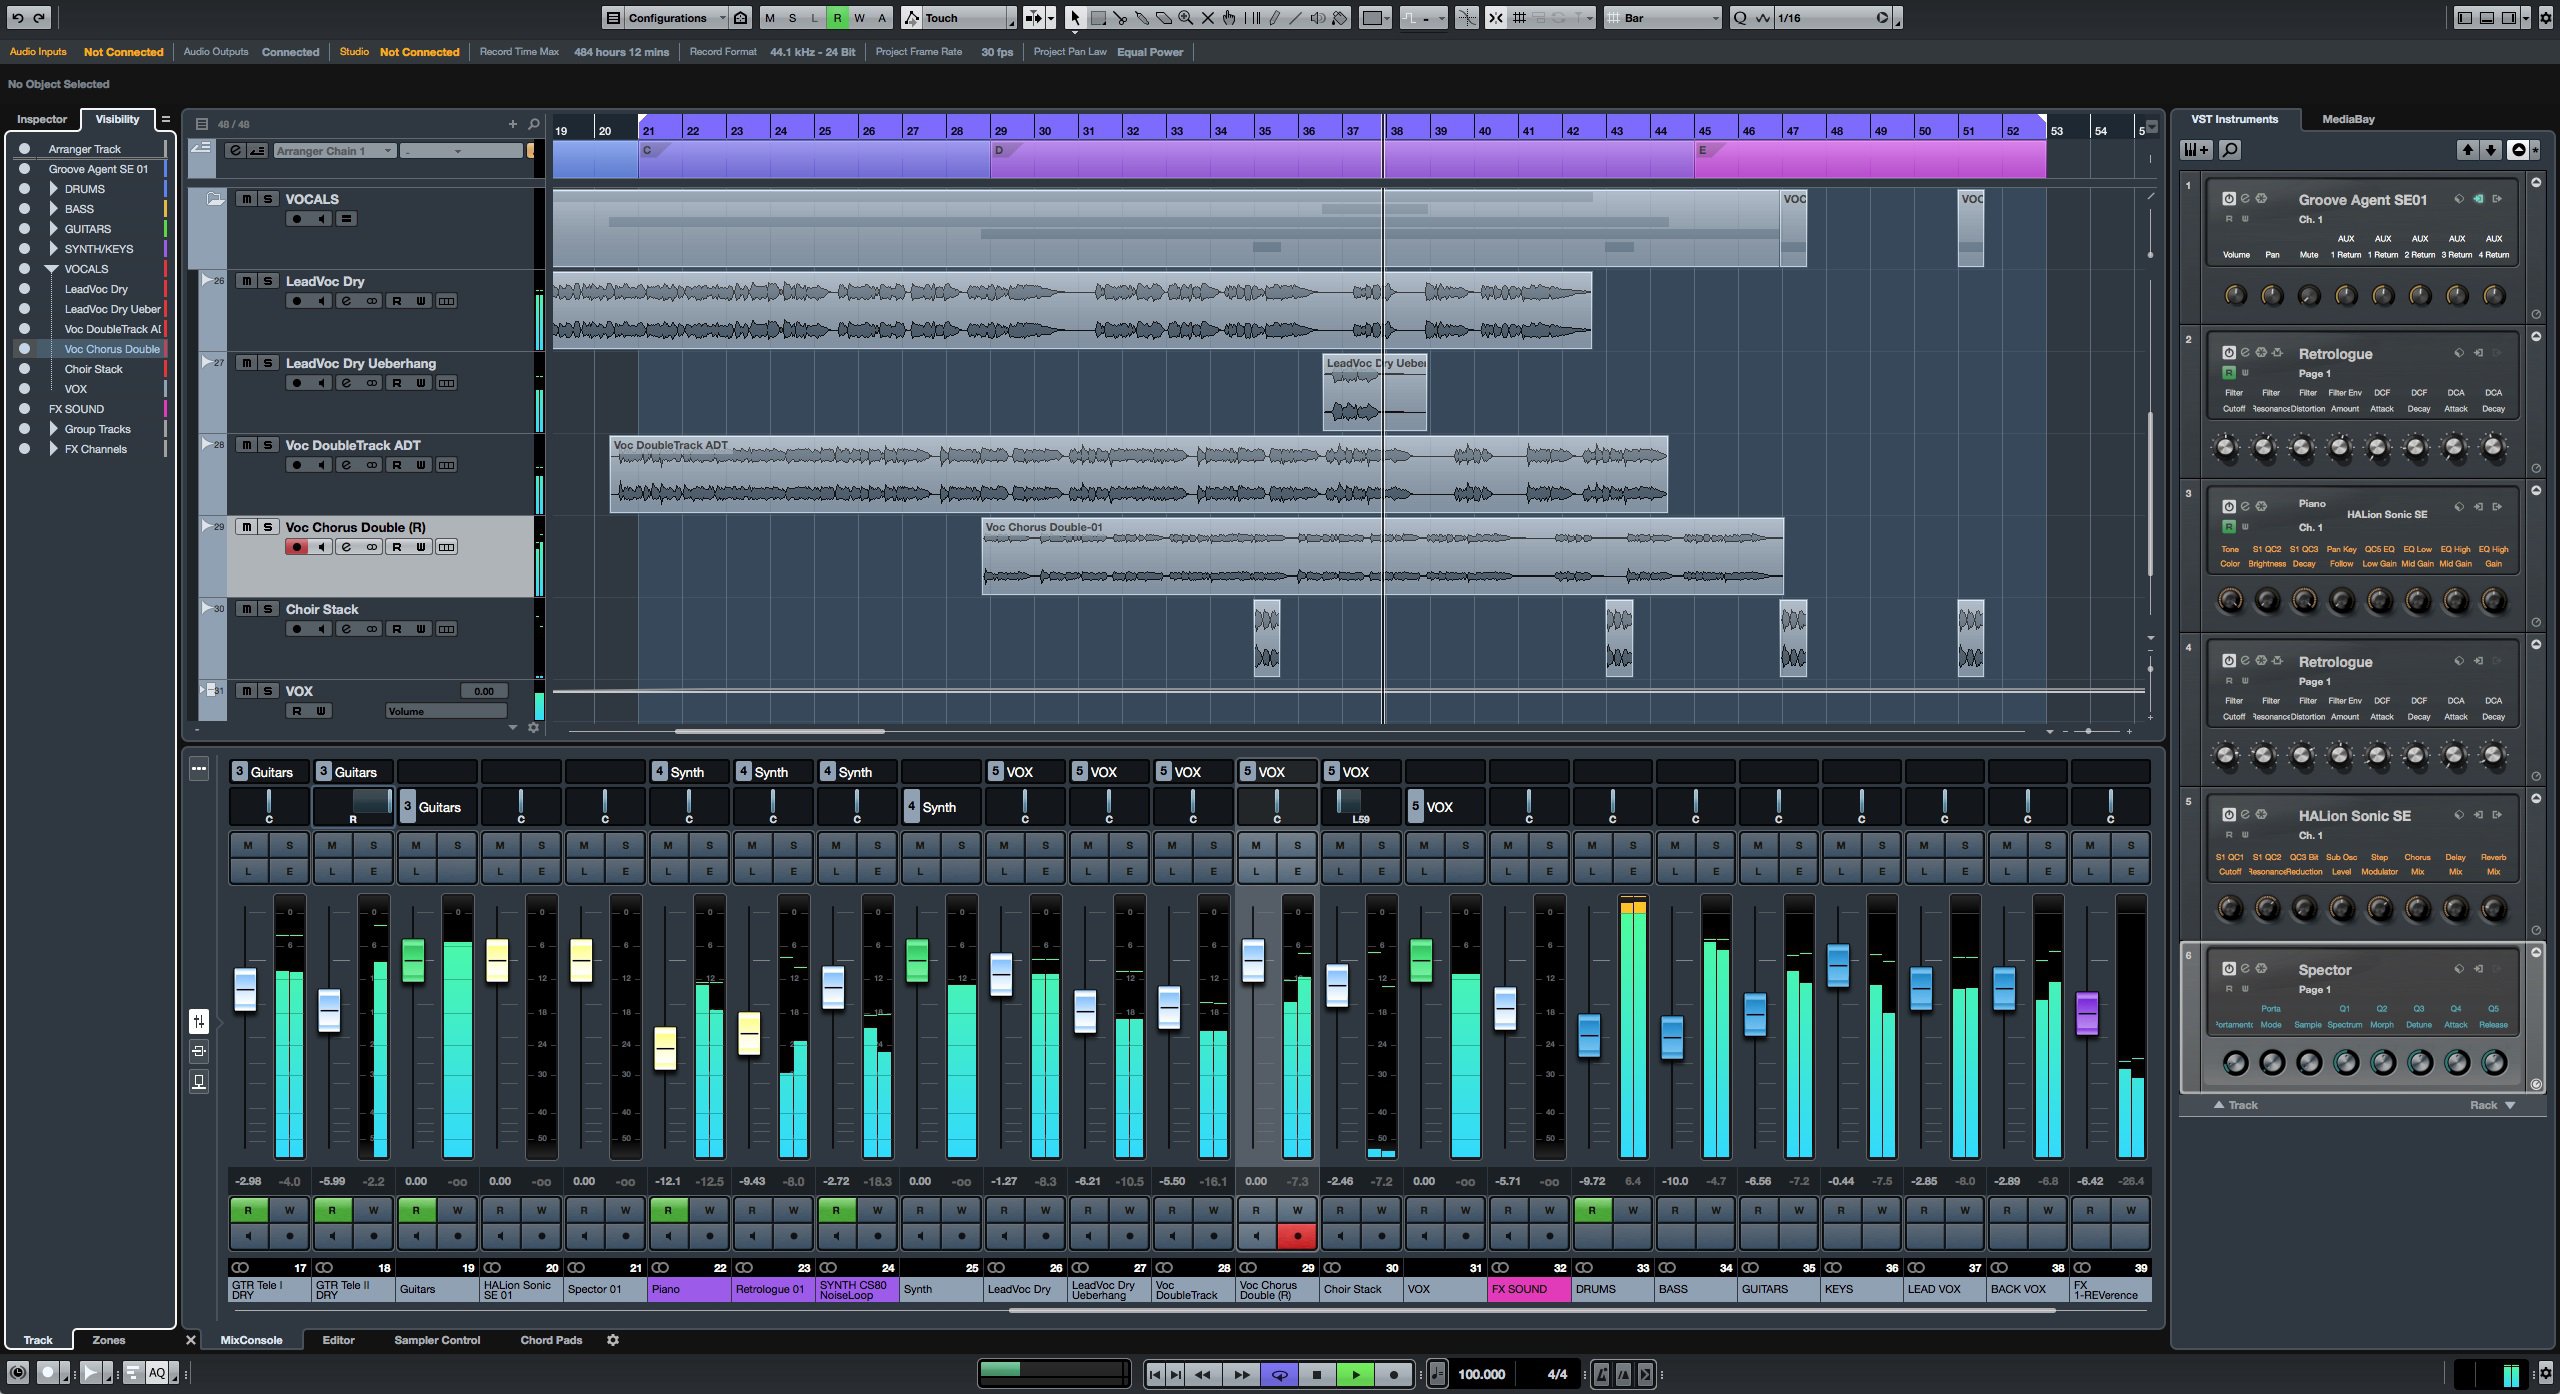 Configurations
M S L R W A
Touch
Bar
Q 1/16
Audio Inputs Not Connected Audio Outputs Connected Studio Not Connected Record Time Max 484 hours 12 mins Record Format 44.1 kHz - 24 Bit Project Frame Rate 30 fps Project Pan Law Equal Power
No Object Selected
Inspector Visibility
Arranger Track
Groove Agent SE 01
DRUMS
BASS
GUITARS
SYNTH/KEYS
VOCALS
LeadVoc Dry
LeadVoc Dry Ueber
Voc DoubleTrack AD
Voc Chorus Double
Choir Stack
VOX
FX SOUND
Group Tracks
FX Channels
Track Zones
48 / 48
19 20 21 22 23 24 25 26 27 28 29 30 31 32 33 34 35 36 37 38 39 40 41 42 43 44 45 46 47 48 49 50 51 52 53 54 5
Arranger Chain 1
C D E
m S VOCALS
VOC VOC
26 m S LeadVoc Dry
R W
27 m S LeadVoc Dry Ueberhang
R W
LeadVoc Dry Ueber
28 m S Voc DoubleTrack ADT
R W
Voc DoubleTrack ADT
29 m S Voc Chorus Double (R)
R W
Voc Chorus Double-01
30 m S Choir Stack
R W
31 m S VOX 0.00
R W Volume
3 Guitars 3 Guitars 4 Synth 4 Synth 4 Synth 5 VOX 5 VOX 5 VOX 5 VOX 5 VOX
C R 3 Guitars C C C C C 4 Synth C C C C L59 5 VOX C C C C C C C C
M S M S M S M S M S M S M S M S M S M S M S M S M S M S M S M S M S M S M S M S M S M S M S
L E L E L L E L E L E L E L E L E L E L E L E L E L E L L E L E L E L E L E L E L E L E
0 6 12 18 24 30 40 50
-2.98 -4.0 -5.99 -2.2 0.00 -oo 0.00 -oo 0.00 -oo -12.1 -12.5 -9.43 -8.0 -2.72 -18.3 0.00 -oo -1.27 -8.3 -6.21 -10.5 -5.50 -16.1 0.00 -7.3 -2.46 -7.2 0.00 -oo -5.71 -oo -9.72 6.4 -10.0 -4.7 -6.56 -7.2 -0.44 -7.5 -2.85 -8.0 -2.89 -6.8 -6.42 -26.4
R W R W R W R W R W R W R W R W R W R W R W R W R W R W R W R W R W R W R W R W R W R W R W
17 18 19 20 21 22 23 24 25 26 27 28 29 30 31 32 33 34 35 36 37 38 39
GTR Tele I DRY
GTR Tele II DRY
Guitars
HALion Sonic SE 01
Spector 01
Piano
Retrologue 01
SYNTH CS80 NoiseLoop
Synth
LeadVoc Dry
LeadVoc Dry Ueberhang
Voc DoubleTrack
Voc Chorus Double (R)
Choir Stack
VOX
FX SOUND
DRUMS
BASS
GUITARS
KEYS
LEAD VOX
BACK VOX
FX 1-REVerence
MixConsole Editor Sampler Control Chord Pads
AQ
100.000 4/4
VST Instruments MediaBay
1 Groove Agent SE01
R W Ch. 1
AUX AUX AUX AUX AUX
Volume Pan Mute 1 Return 1 Return 2 Return 3 Return 4 Return
2 Retrologue
R W Page 1
Filter Filter Filter Filter Env DCF DCF DCA DCA
Cutoff Resonance Distortion Amount Attack Decay Attack Decay
3 Piano HALion Sonic SE
R W Ch. 1
Tone S1 QC2 S1 QC3 Pan Key QC5 EQ EQ Low EQ High EQ High
Color Brightness Decay Follow Low Gain Mid Gain Mid Gain Gain
4 Retrologue
R W Page 1
Filter Filter Filter Filter Env DCF DCF DCA DCA
Cutoff Resonance Distortion Amount Attack Decay Attack Decay
5 HALion Sonic SE
R W Ch. 1
S1 QC1 S1 QC2 QC3 Bit Sub Osc Step Chorus Delay Reverb
Cutoff Resonance Reduction Level Modulator Mix Mix Mix
6 Spector
R W Page 1
Porta Q1 Q2 Q3 Q4 Q5
Portamento Mode Sample Spectrum Morph Detune Attack Release
Track Rack